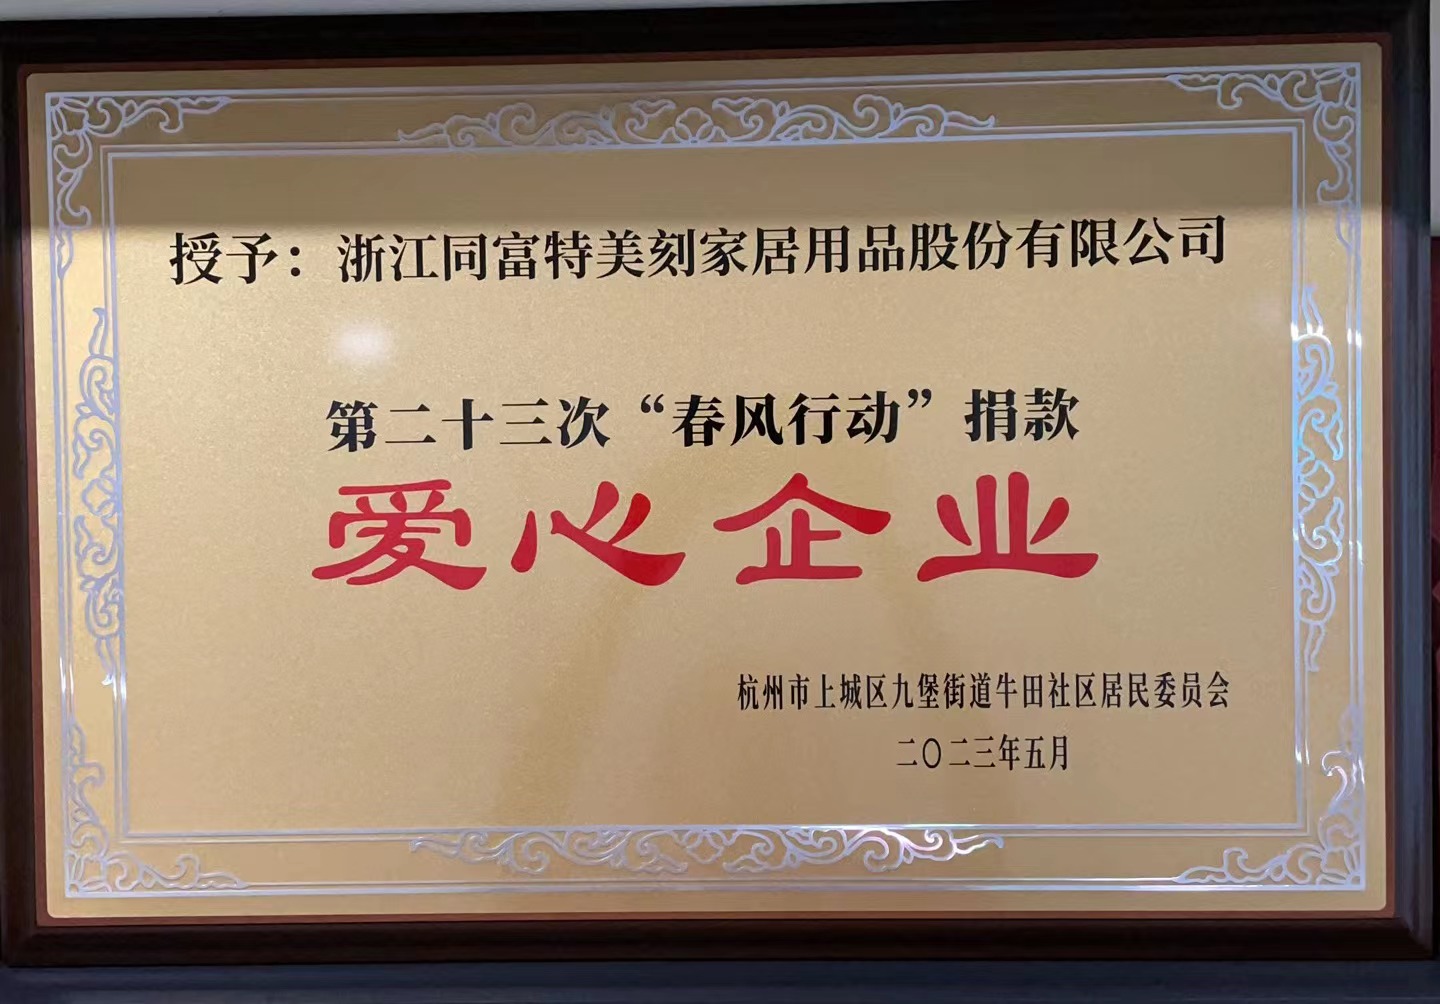 授予：浙江同富特美刻家居用品股份有限公司
第二十三次“春风行动”捐款
爱心企业
杭州市上城区九堡街道牛田社区居民委员会
二〇二三年五月